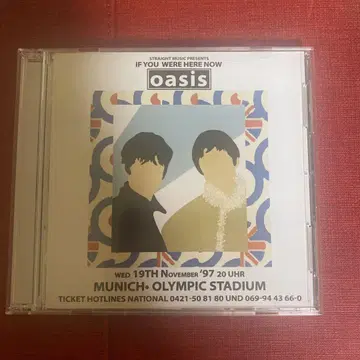 STRAIGHT MUSIC PRESENTS
IF YOU WERE HERE NOW
oasis
WED 19TH NOVEMBER '97 20 UHR
MUNICH• OLYMPIC STADIUM
TICKET HOTLINES NATIONAL 0421-50 81 80 UND 069-94 43 66-0